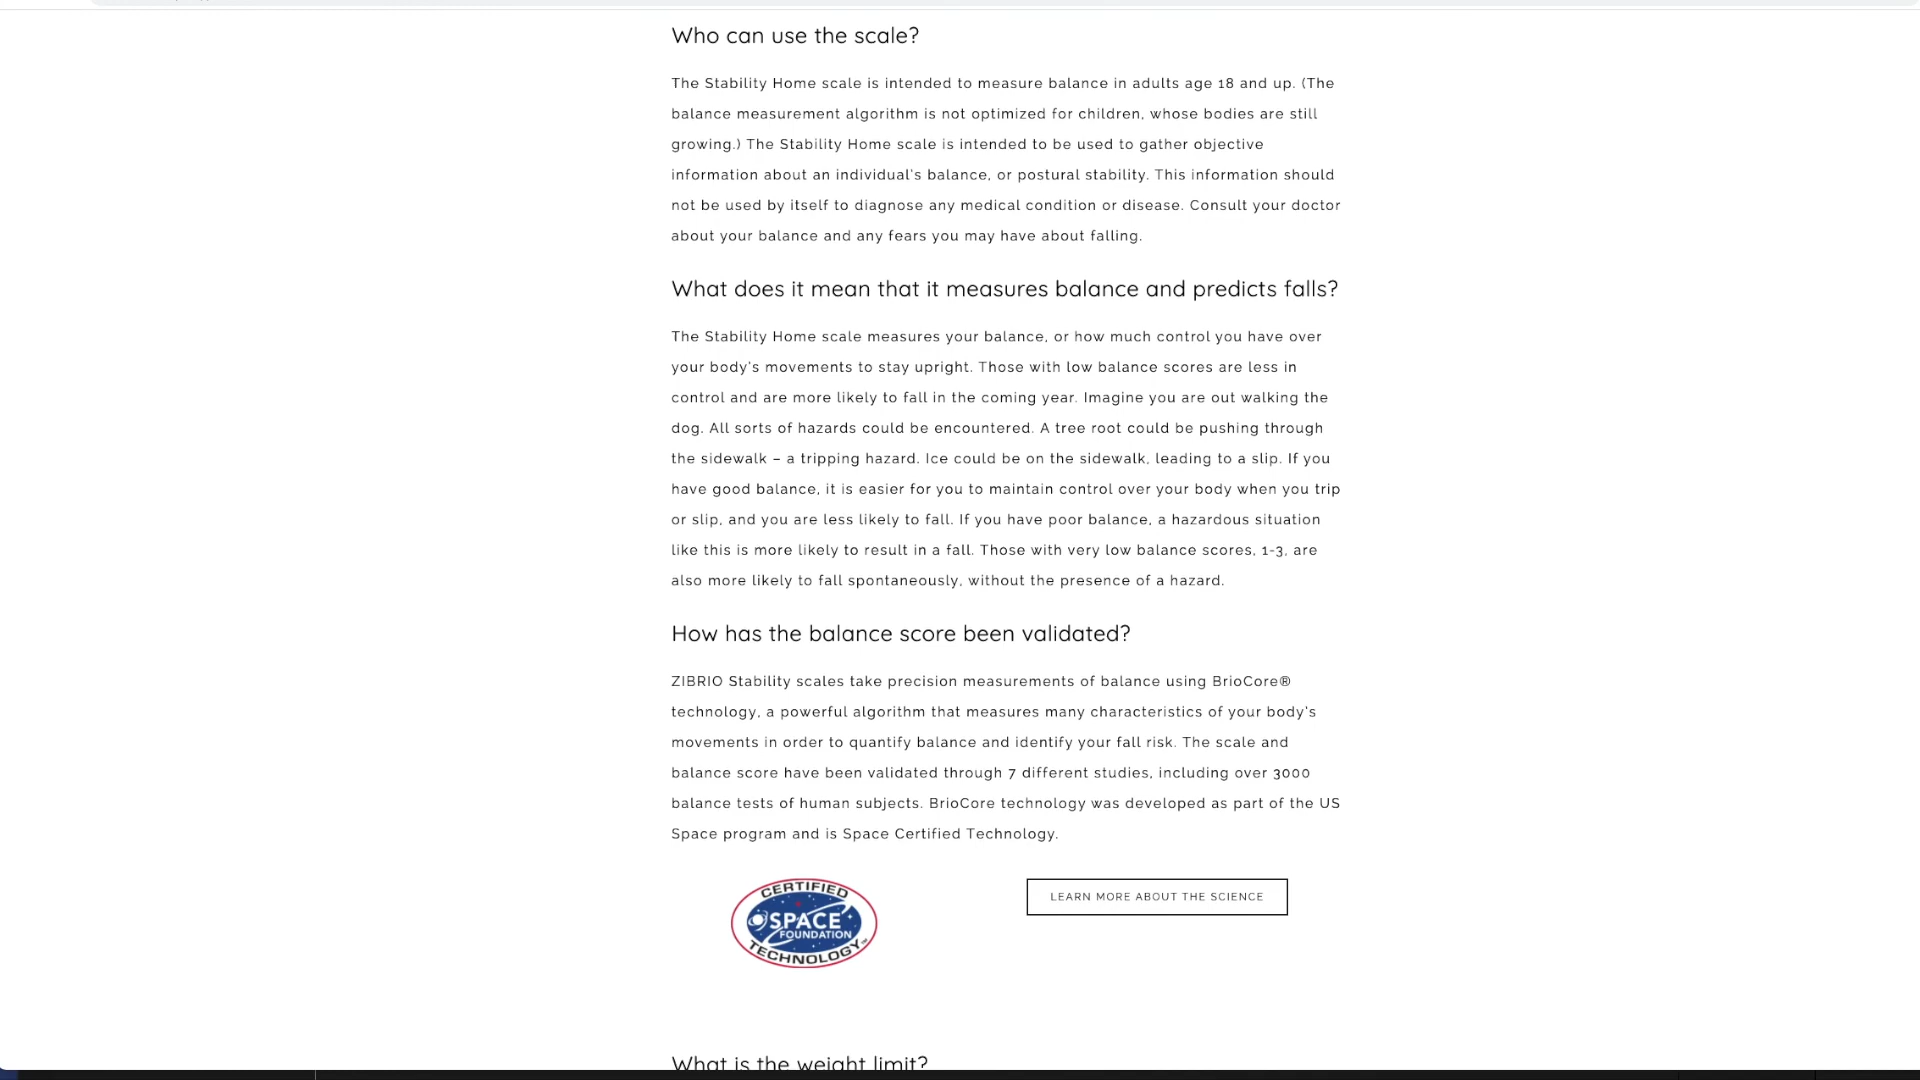 Who can use the scale?
The Stability Home scale is intended to measure balance in adults age 18 and up. (The
balance measurement algorithm is not optimized for children, whose bodies are still
growing.) The Stability Home scale is intended to be used to gather objective
information about an individual's balance, or postural stability. This information should
not be used by itself to diagnose any medical condition or disease. Consult your doctor
about your balance and any fears you may have about falling.
What does it mean that it measures balance and predicts falls?
The Stability Home scale measures your balance, or how much control you have over
your body's movements to stay upright. Those with low balance scores are less in
control and are more likely to fall in the coming year. Imagine you are out walking the
dog. All sorts of hazards could be encountered. A tree root could be pushing through
the sidewalk – a tripping hazard. Ice could be on the sidewalk, leading to a slip. If you
have good balance, it is easier for you to maintain control over your body when you trip
or slip, and you are less likely to fall. If you have poor balance, a hazardous situation
like this is more likely to result in a fall. Those with very low balance scores, 1-3, are
also more likely to fall spontaneously, without the presence of a hazard.
How has the balance score been validated?
ZIBRIO Stability scales take precision measurements of balance using BrioCore®
technology, a powerful algorithm that measures many characteristics of your body's
movements in order to quantify balance and identify your fall risk. The scale and
balance score have been validated through 7 different studies, including over 3000
balance tests of human subjects. BrioCore technology was developed as part of the US
Space program and is Space Certified Technology.
CERTIFIED
SPACE
FOUNDATION
TECHNOLOGY™
LEARN MORE ABOUT THE SCIENCE
What is the weight limit?